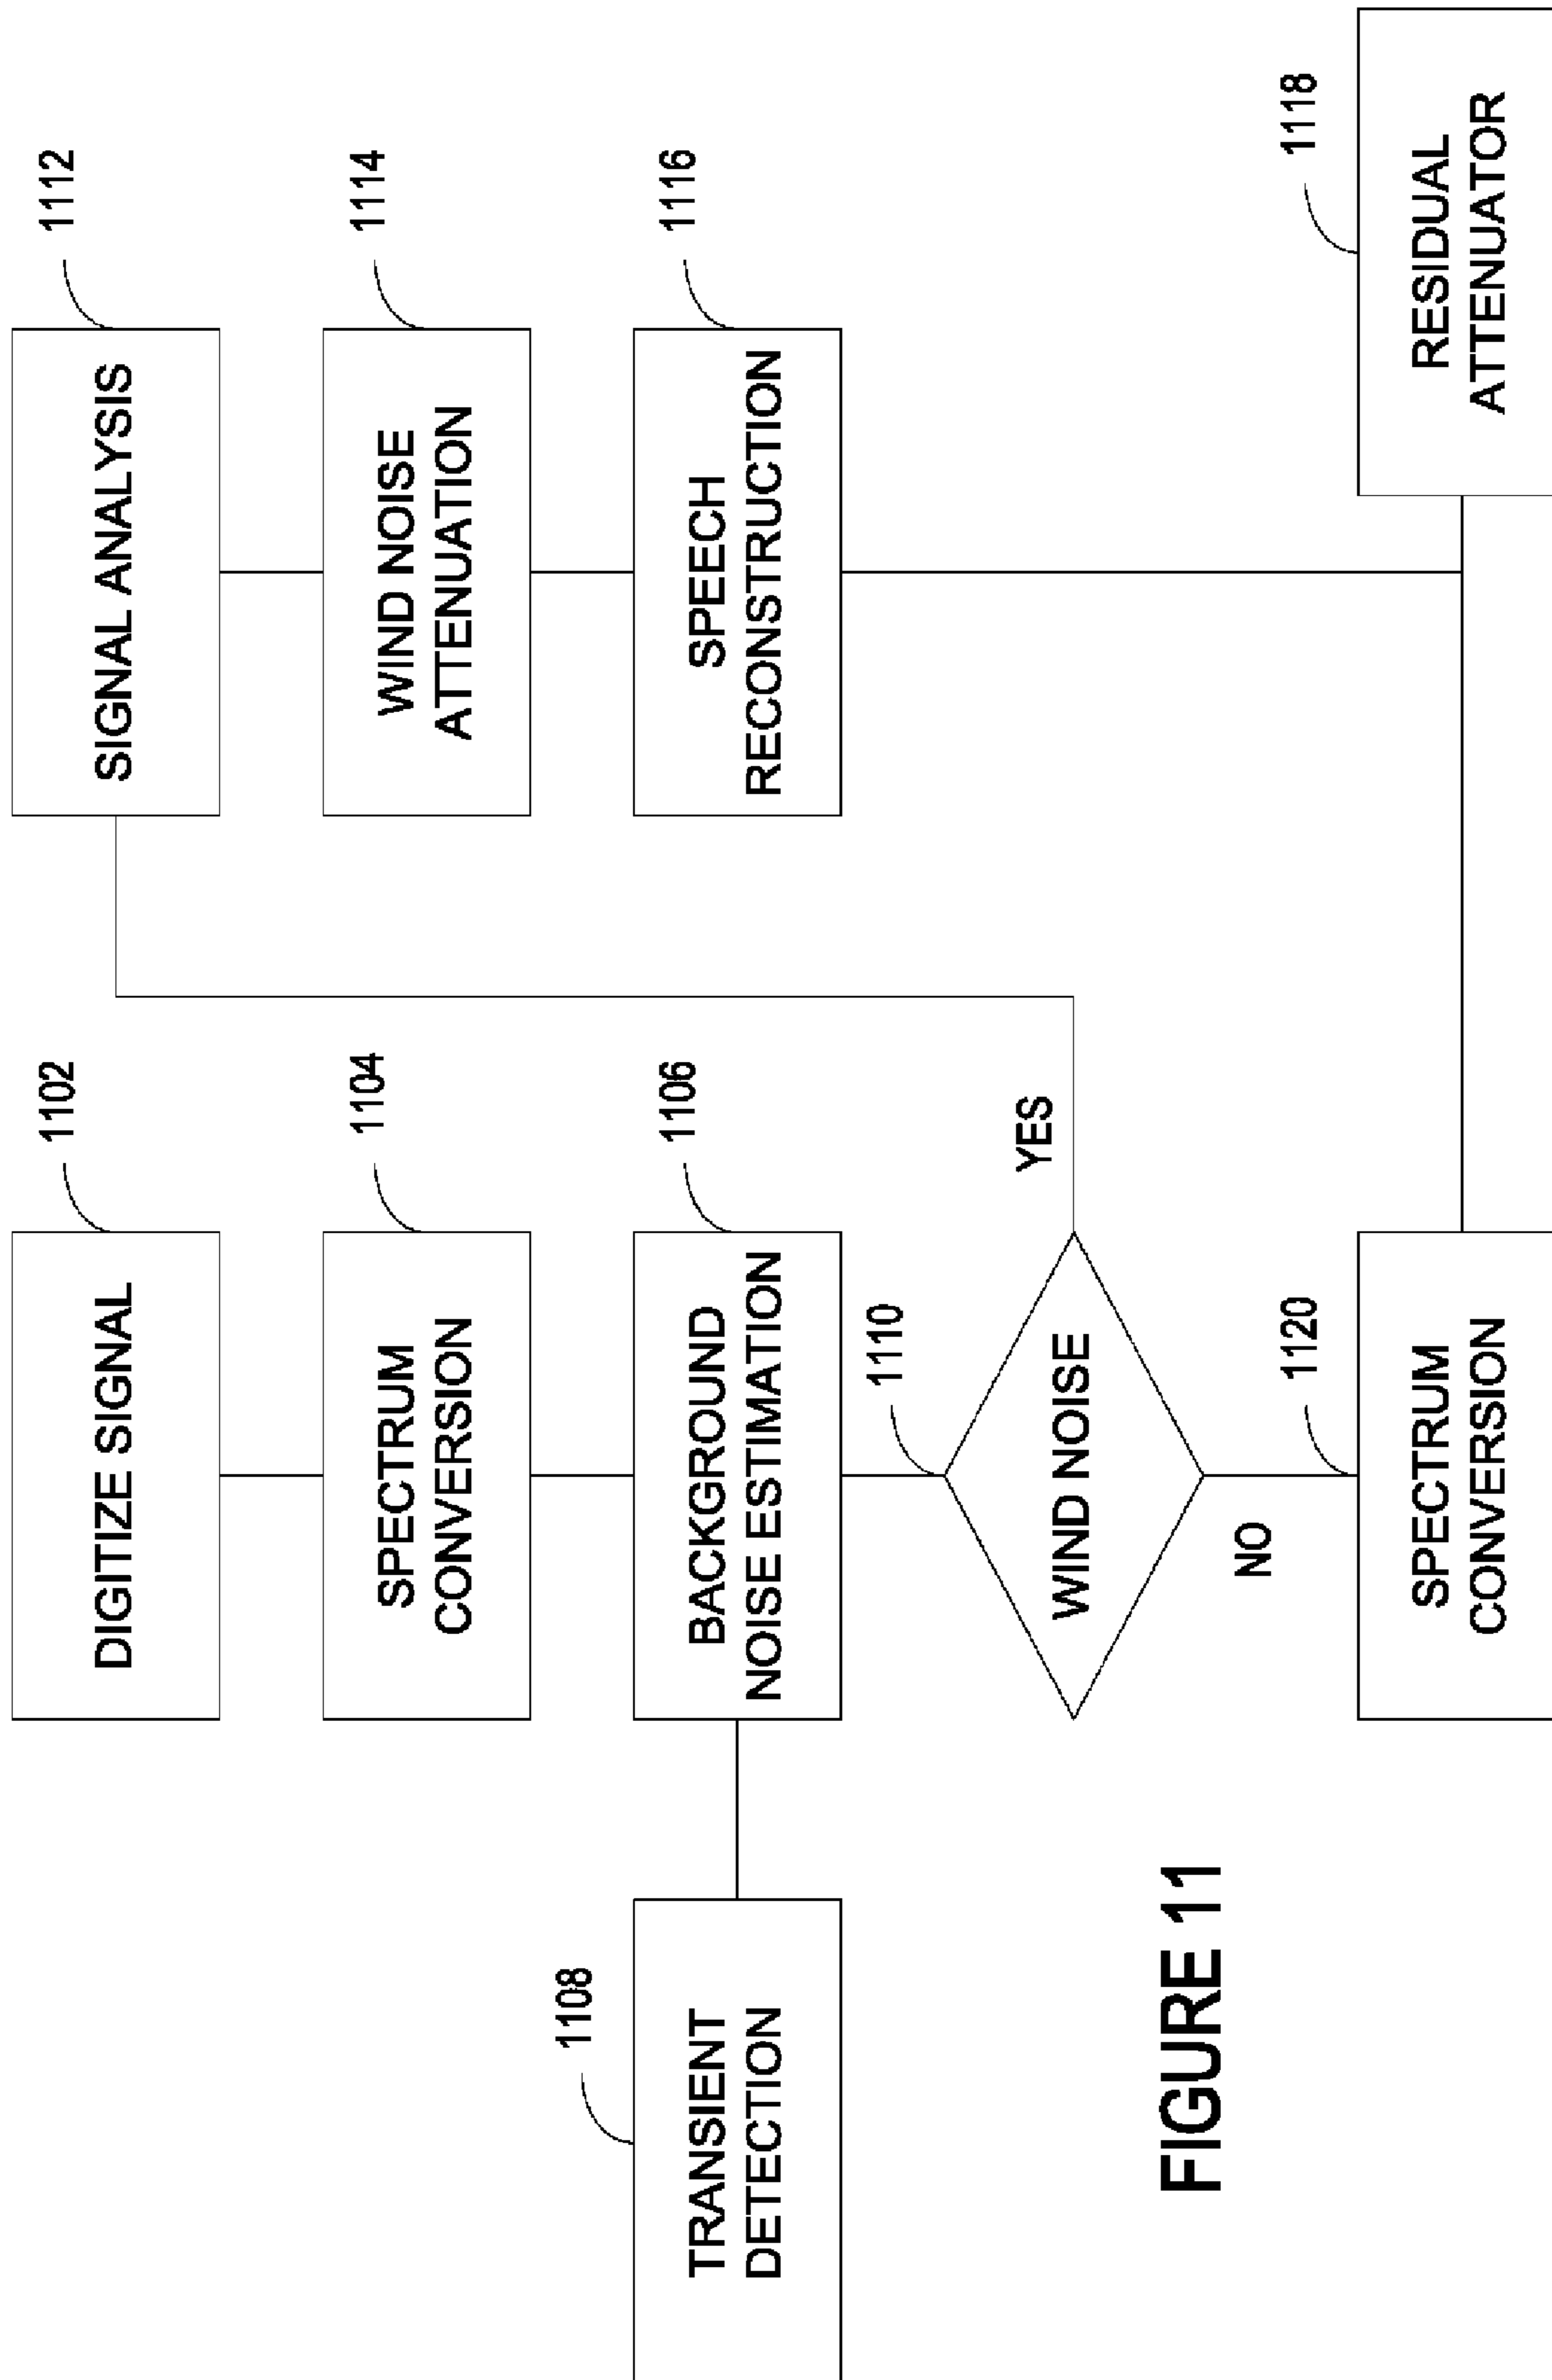 1102
DIGITIZE SIGNAL
1104
SPECTRUM
CONVERSION
1108
TRANSIENT
DETECTION
1106
BACKGROUND
NOISE ESTIMATION
1110
WIND NOISE
YES
NO
1112
SIGNAL ANALYSIS
1114
WIND NOISE
ATTENUATION
1116
SPEECH
RECONSTRUCTION
1120
SPECTRUM
CONVERSION
1118
RESIDUAL
ATTENUATOR
FIGURE 11